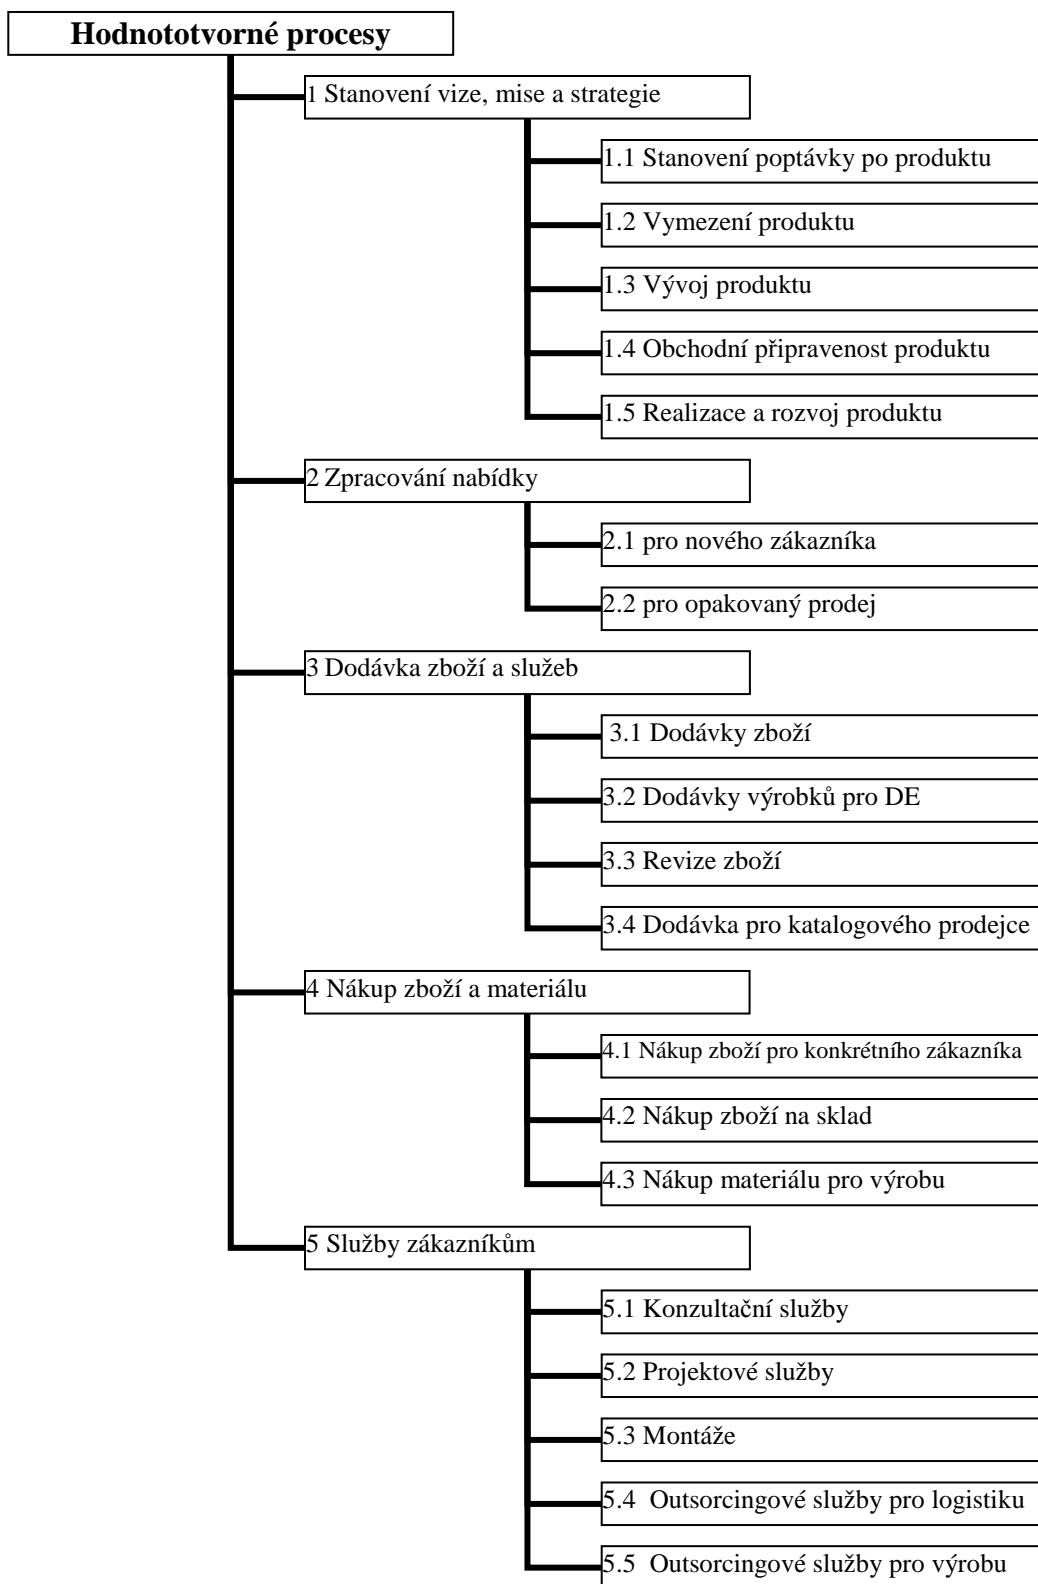 Hodnototvorné procesy
1 Stanovení vize, mise a strategie
1.1 Stanovení poptávky po produktu
1.2 Vymezení produktu
1.3 Vývoj produktu
1.4 Obchodní připravenost produktu
1.5 Realizace a rozvoj produktu
2 Zpracování nabídky
2.1 pro nového zákazníka
2.2 pro opakovaný prodej
3 Dodávka zboží a služeb
3.1 Dodávky zboží
3.2 Dodávky výrobků pro DE
3.3 Revize zboží
3.4 Dodávka pro katalogového prodejce
4 Nákup zboží a materiálu
4.1 Nákup zboží pro konkrétního zákazníka
4.2 Nákup zboží na sklad
4.3 Nákup materiálu pro výrobu
5 Služby zákazníkům
5.1 Konzultační služby
5.2 Projektové služby
5.3 Montáže
5.4 Outsorcingové služby pro logistiku
5.5 Outsorcingové služby pro výrobu